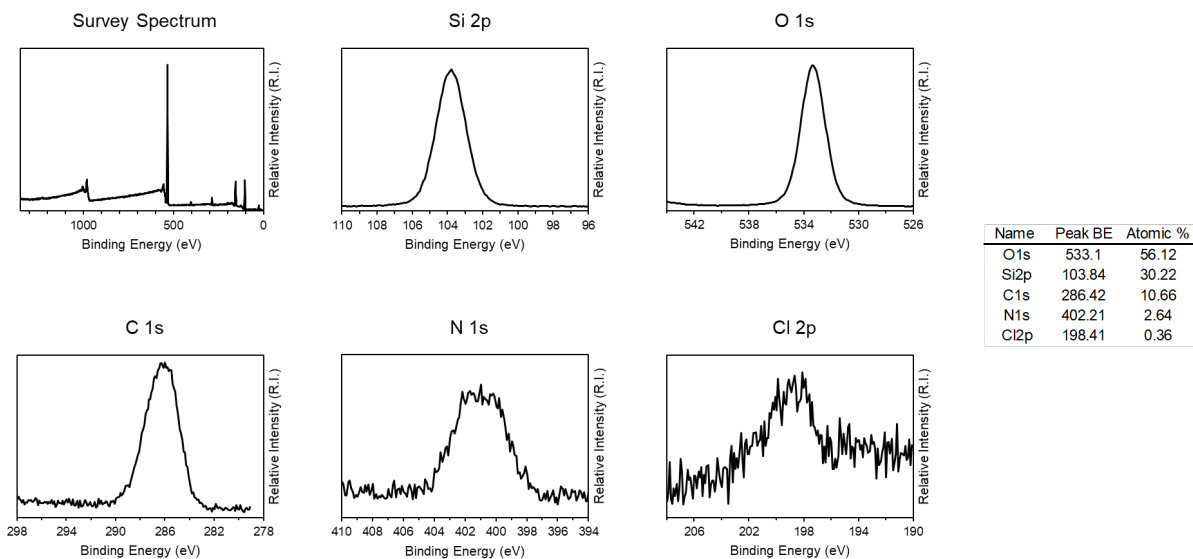 Survey Spectrum
Relative Intensity (R.I.)
1000 500 0
Binding Energy (eV)
Si 2p
Relative Intensity (R.I.)
110 108 106 104 102 100 98 96
Binding Energy (eV)
O 1s
Relative Intensity (R.I.)
542 538 534 530 526
Binding Energy (eV)
Name Peak BE Atomic %
O1s 533.1 56.12
Si2p 103.84 30.22
C1s 286.42 10.66
N1s 402.21 2.64
Cl2p 198.41 0.36
C 1s
Relative Intensity (R.I.)
298 294 290 286 282 278
Binding Energy (eV)
N 1s
Relative Intensity (R.I.)
410 408 406 404 402 400 398 396 394
Binding Energy (eV)
Cl 2p
Relative Intensity (R.I.)
206 202 198 194 190
Binding Energy (eV)